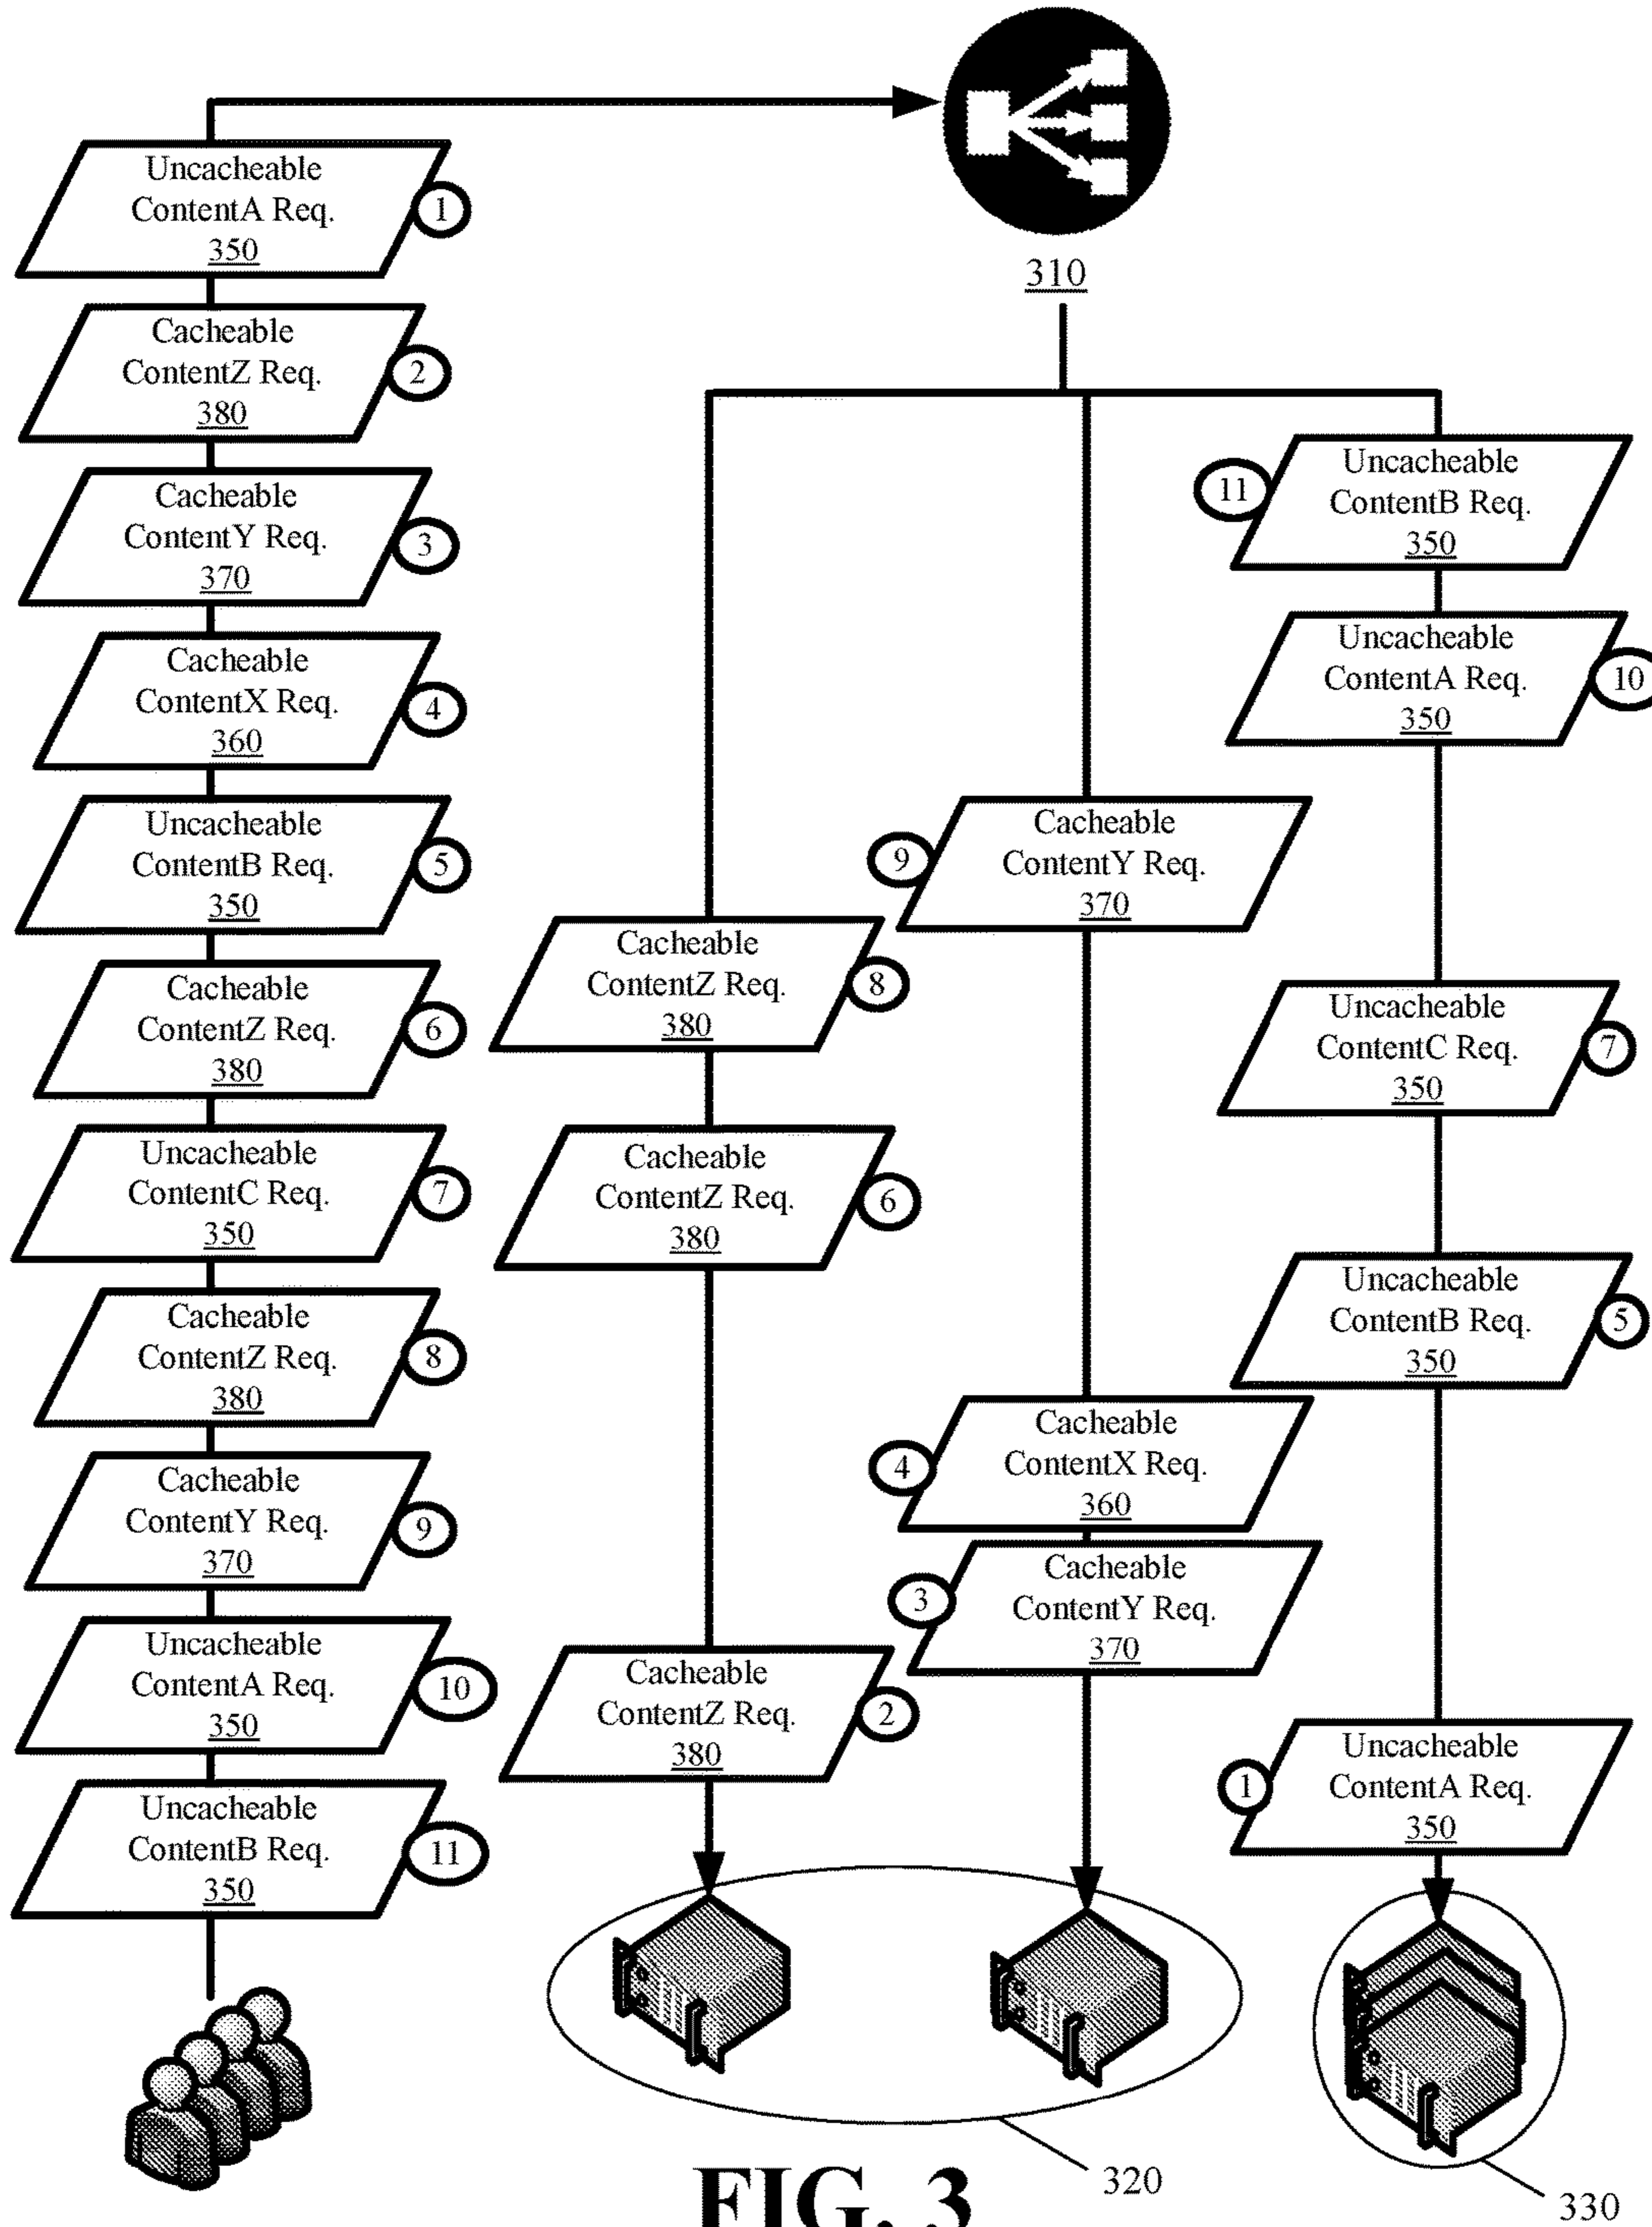 Uncacheable
ContentA Req.
350
1
Cacheable
ContentZ Req.
380
2
Cacheable
ContentY Req.
370
3
Cacheable
ContentX Req.
360
4
Uncacheable
ContentB Req.
350
5
Cacheable
ContentZ Req.
380
6
Uncacheable
ContentC Req.
350
7
Cacheable
ContentZ Req.
380
8
Cacheable
ContentY Req.
370
9
Uncacheable
ContentA Req.
350
10
Uncacheable
ContentB Req.
350
11
310
Cacheable
ContentZ Req.
380
8
Cacheable
ContentZ Req.
380
6
Cacheable
ContentZ Req.
380
2
Cacheable
ContentY Req.
370
9
Cacheable
ContentX Req.
360
4
Cacheable
ContentY Req.
370
3
Uncacheable
ContentB Req.
350
11
Uncacheable
ContentA Req.
350
10
Uncacheable
ContentC Req.
350
7
Uncacheable
ContentB Req.
350
5
Uncacheable
ContentA Req.
350
1
320
330
FIG. 3